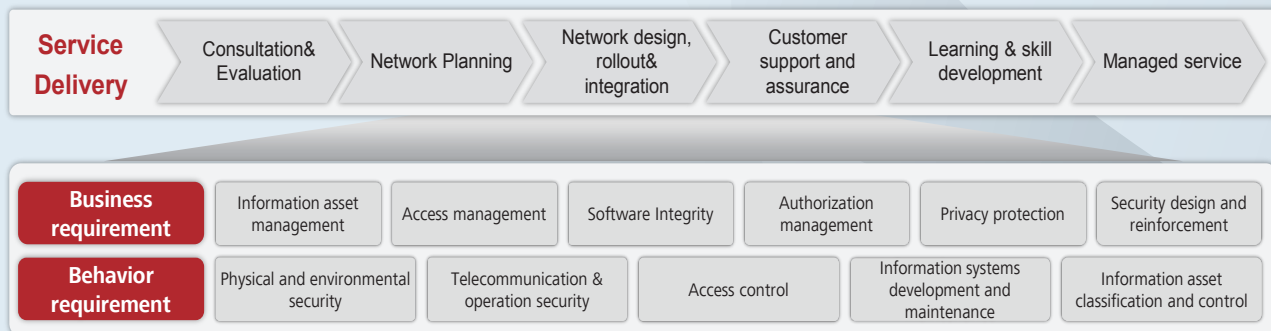 Service
Delivery
Consultation&
Evaluation
Network Planning
Network design,
rollout&
integration
Customer
support and
assurance
Learning & skill
development
Managed service
Business
requirement
Information asset
management
Access management
Software Integrity
Authorization
management
Privacy protection
Security design and
reinforcement
Behavior
requirement
Physical and environmental
security
Telecommunication &
operation security
Access control
Information systems
development and
maintenance
Information asset
classification and control